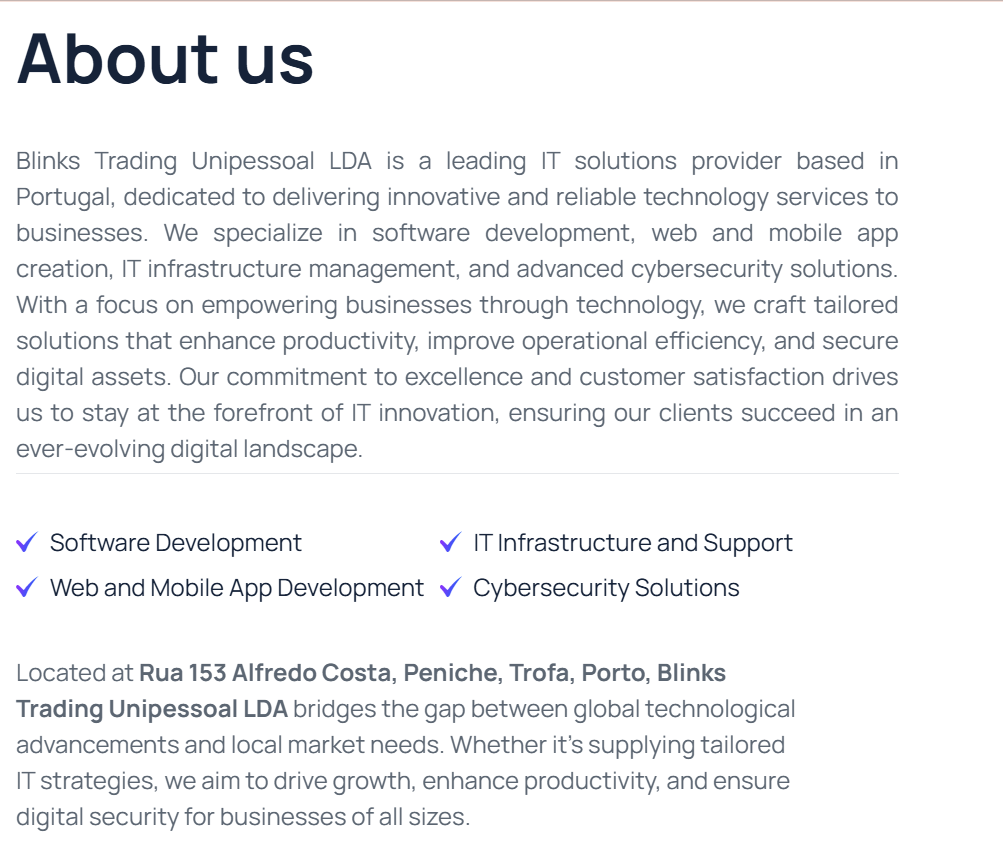 About us
Blinks Trading Unipessoal LDA is a leading IT solutions provider based in
Portugal, dedicated to delivering innovative and reliable technology services to
businesses. We specialize in software development, web and mobile app
creation, IT infrastructure management, and advanced cybersecurity solutions.
With a focus on empowering businesses through technology, we craft tailored
solutions that enhance productivity, improve operational efficiency, and secure
digital assets. Our commitment to excellence and customer satisfaction drives
us to stay at the forefront of IT innovation, ensuring our clients succeed in an
ever-evolving digital landscape.
Software Development
IT Infrastructure and Support
Web and Mobile App Development
Cybersecurity Solutions
Located at Rua 153 Alfredo Costa, Peniche, Trofa, Porto, Blinks
Trading Unipessoal LDA bridges the gap between global technological
advancements and local market needs. Whether it's supplying tailored
IT strategies, we aim to drive growth, enhance productivity, and ensure
digital security for businesses of all sizes.